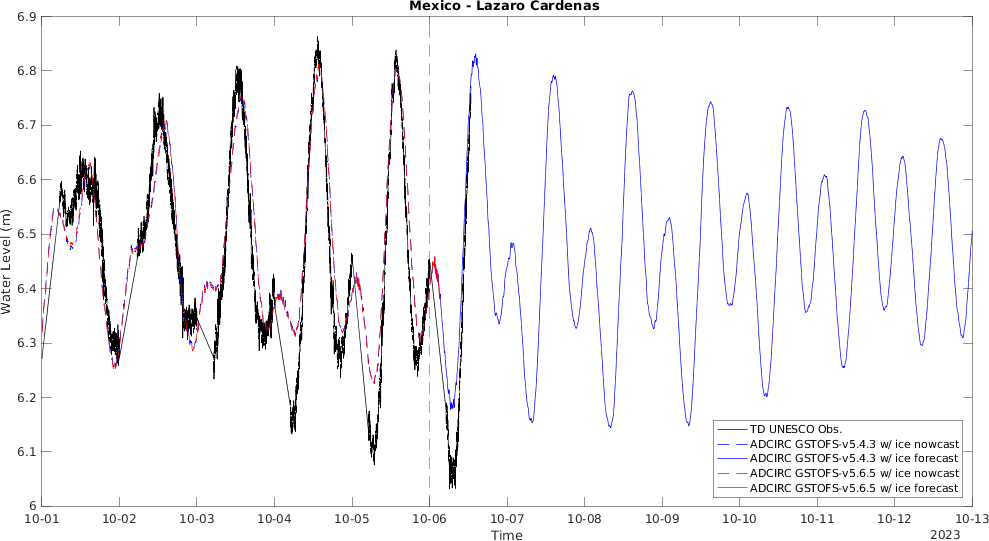 Mexico - Lazaro Cardenas
6.9
6.8
6.7
6.6
6.5
6.4
6.3
6.2
6.1
6
Water Level (m)
TD UNESCO Obs.
ADCIRC GSTOFS-v5.4.3 w/ ice nowcast
ADCIRC GSTOFS-v5.4.3 w/ ice forecast
ADCIRC GSTOFS-v5.6.5 w/ ice nowcast
ADCIRC GSTOFS-v5.6.5 w/ ice forecast
10-01 10-02 10-03 10-04 10-05 10-06 10-07 10-08 10-09 10-10 10-11 10-12 10-13
Time
2023